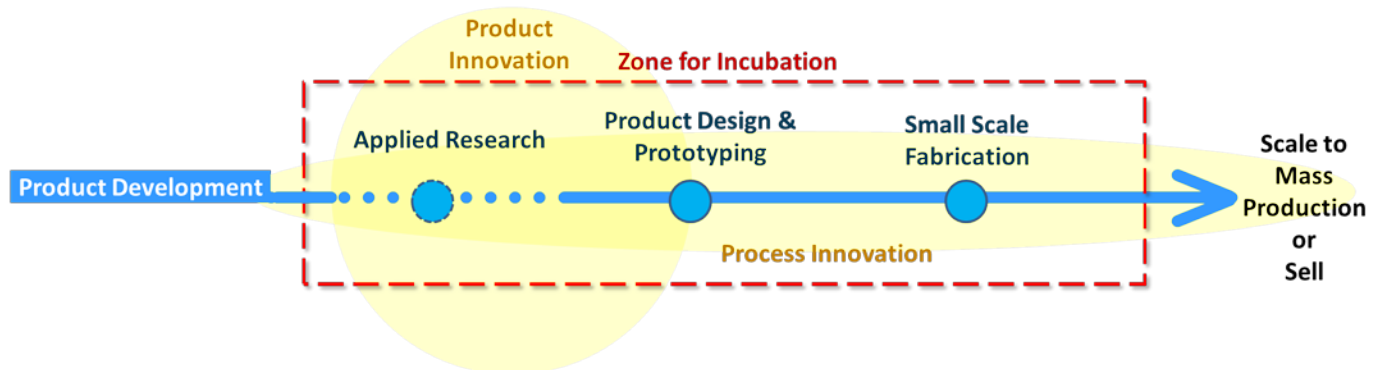 Product
Innovation
Zone for Incubation
Applied Research
Product Design &
Prototyping
Small Scale
Fabrication
Product Development
Scale to
Mass
Production
or
Sell
Process Innovation